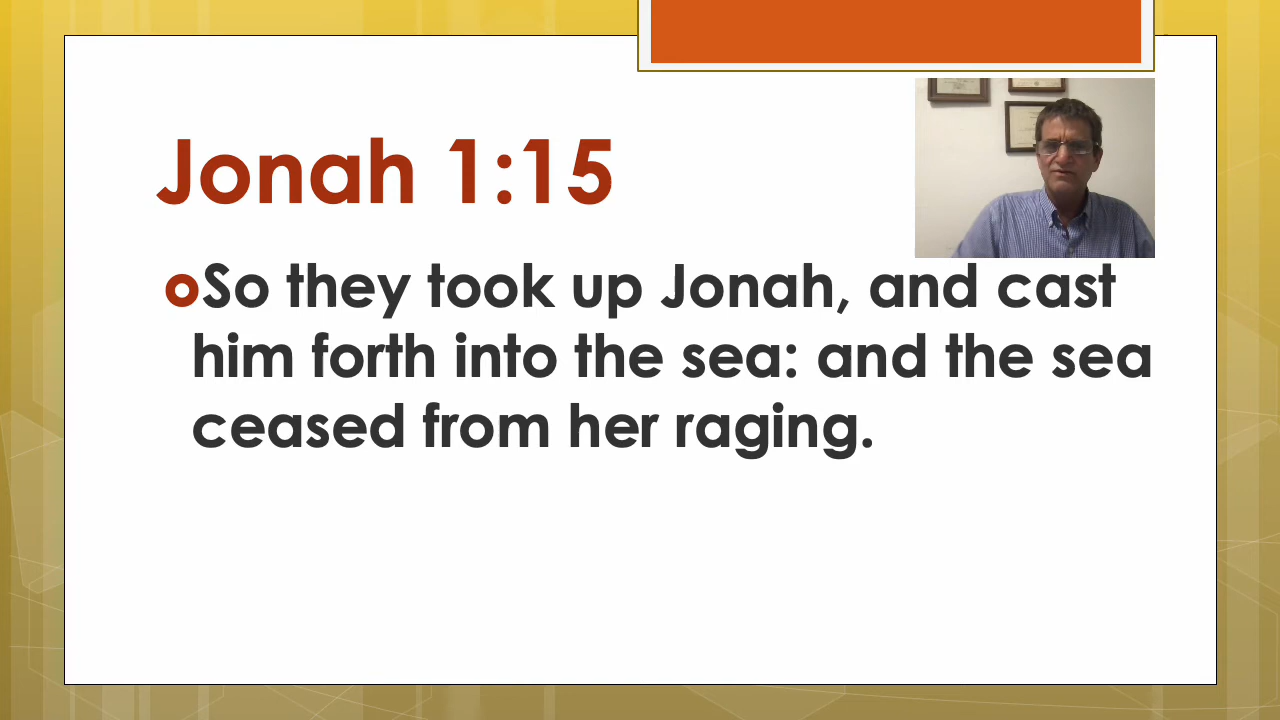 Jonah 1:15
So they took up Jonah, and cast
him forth into the sea: and the sea
ceased from her raging.